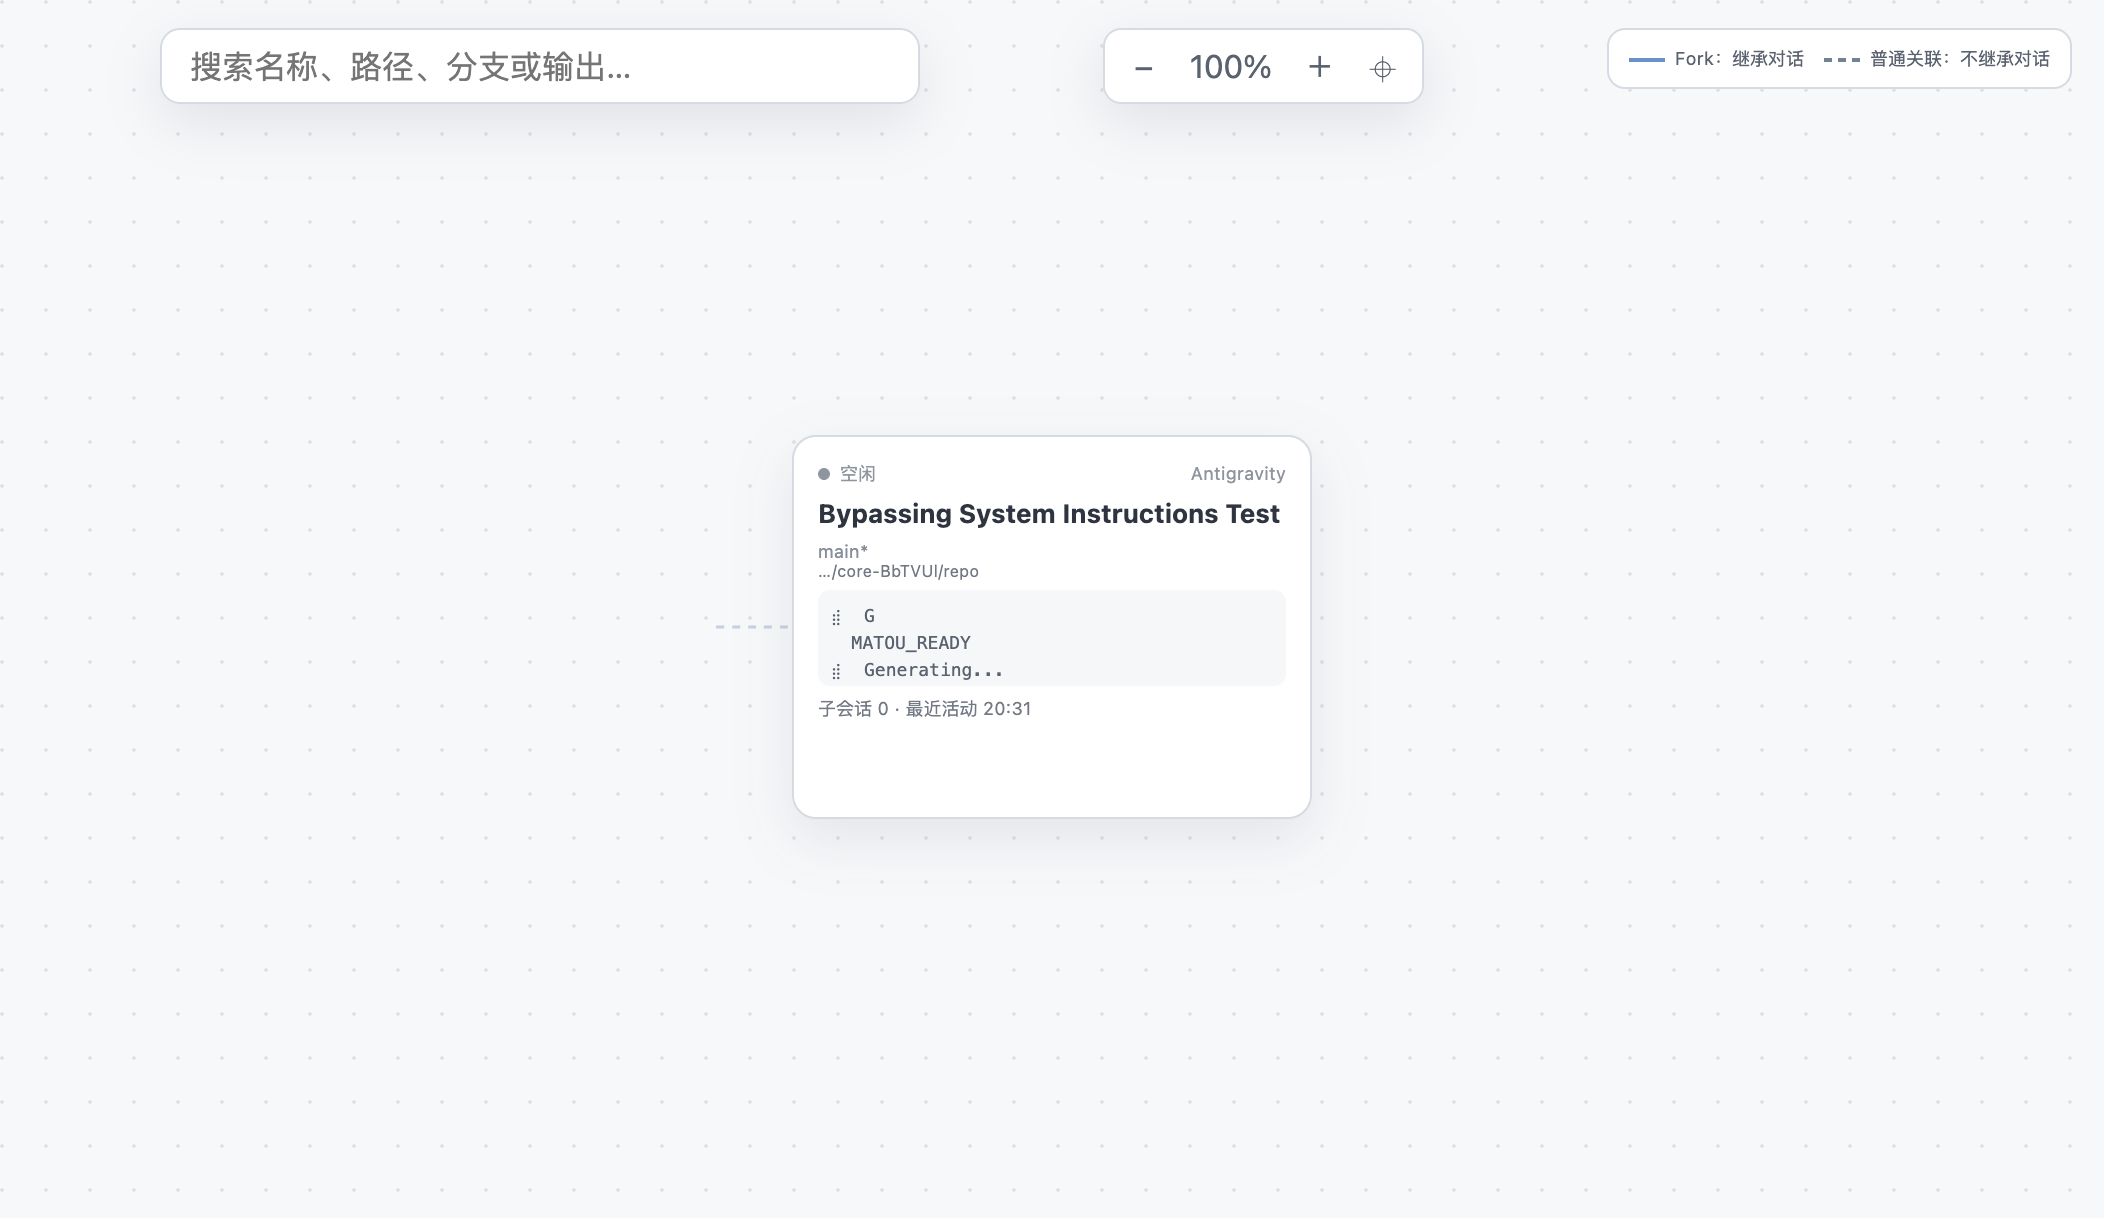 搜索名称、路径、分支或输出...
− 100% +
Fork：继承对话 普通关联：不继承对话
空闲 Antigravity
Bypassing System Instructions Test
main*
…/core-BbTVUl/repo
⣾ G
MATOU_READY
⣾ Generating...
子会话 0 · 最近活动 20:31